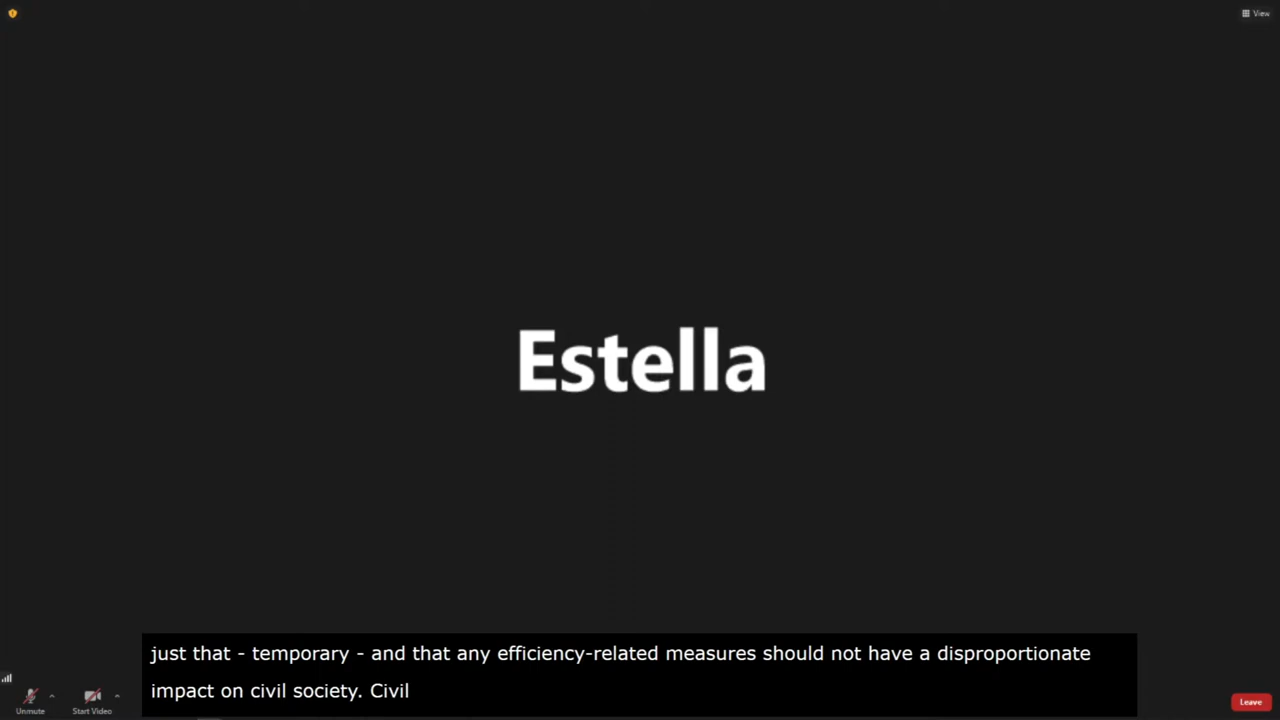 View
Estella
just that - temporary - and that any efficiency-related measures should not have a disproportionate
impact on civil society. Civil
Unmute
Start Video
Leave